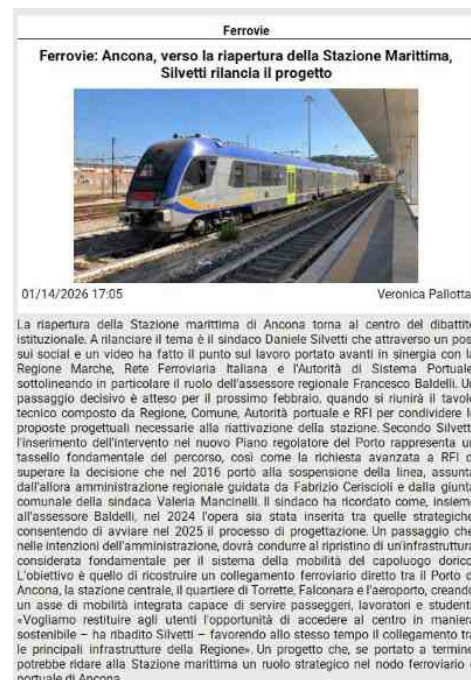 Ferrovie
Ferrovie: Ancona, verso la riapertura della Stazione Marittima,
Silvetti rilancia il progetto
01/14/2026 17:05 Veronica Pallotta
La riapertura della Stazione marittima di Ancona torna al centro del dibattito
istituzionale. A rilanciare il tema è il sindaco Daniele Silvetti che attraverso un pos
sui social e un video ha fatto il punto sul lavoro portato avanti in sinergia con la
Regione Marche, Rete Ferroviaria Italiana e l'Autorità di Sistema Portuale
sottolineando in particolare il ruolo dell'assessore regionale Francesco Baldelli. Un
passaggio decisivo è atteso per il prossimo febbraio, quando si riunirà il tavolo
tecnico composto da Regione, Comune, Autorità portuale e RFI per condividere le
proposte progettuali necessarie alla riattivazione della stazione. Secondo Silvett
l'inserimento dell'intervento nel nuovo Piano regolatore del Porto rappresenta un
tassello fondamentale del percorso, così come la richiesta avanzata a RFI d
superare la decisione che nel 2016 portò alla sospensione della linea, assunta
dall'allora amministrazione regionale guidata da Fabrizio Ceriscioli e dalla giunta
comunale della sindaca Valeria Mancinelli. Il sindaco ha ricordato come, insieme
all'assessore Baldelli, nel 2024 l'opera sia stata inserita tra quelle strategiche
consentendo di avviare nel 2025 il processo di progettazione. Un passaggio che
nelle intenzioni dell'amministrazione, dovrà condurre al ripristino di un'infrastruttura
considerata fondamentale per il sistema della mobilità del capoluogo dorico
L'obiettivo è quello di ricostruire un collegamento ferroviario diretto tra il Porto d
Ancona, la stazione centrale, il quartiere di Torrette, Falconara e l'aeroporto, creando
un asse di mobilità integrata capace di servire passeggeri, lavoratori e student
«Vogliamo restituire agli utenti l'opportunità di accedere al centro in maniera
sostenibile – ha ribadito Silvetti – favorendo allo stesso tempo il collegamento tra
le principali infrastrutture della Regione». Un progetto che, se portato a termine
potrebbe ridare alla Stazione marittima un ruolo strategico nel nodo ferroviario e
portuale di Ancona.